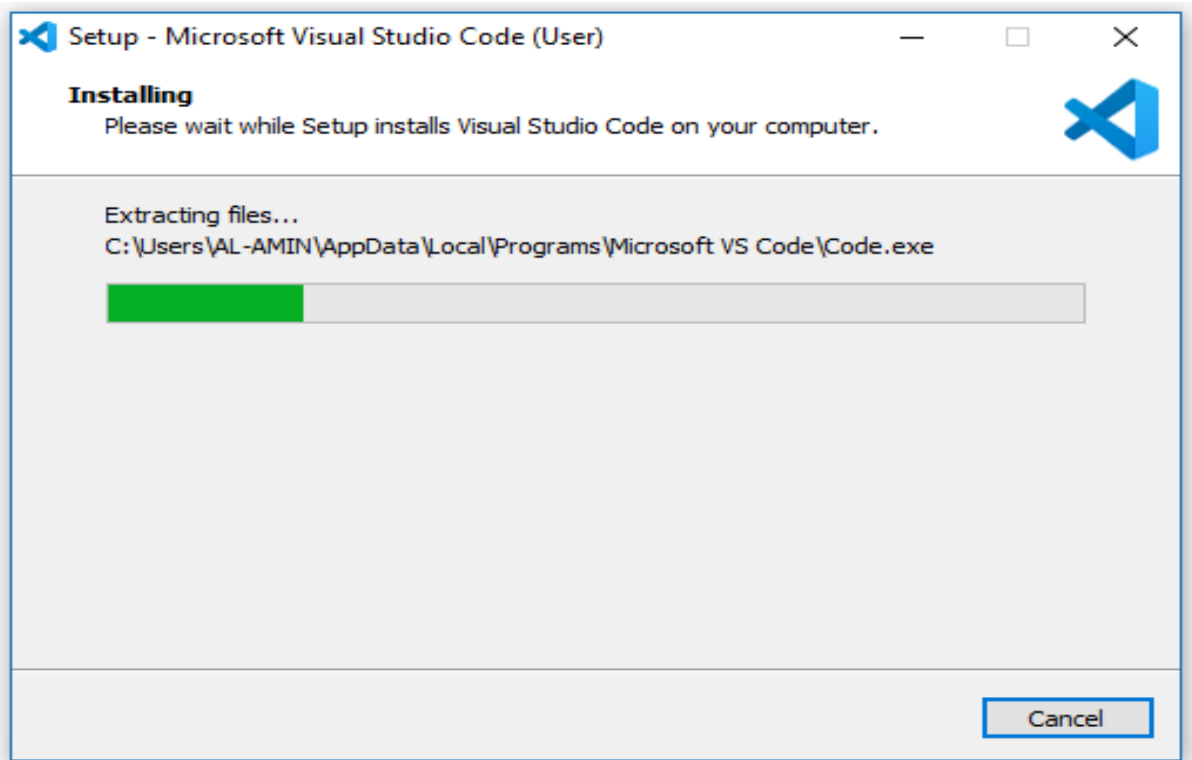 Setup - Microsoft Visual Studio Code (User)
Installing
Please wait while Setup installs Visual Studio Code on your computer.
Extracting files...
C:\Users\AL-AMIN\AppData\Local\Programs\Microsoft VS Code\Code.exe
Cancel